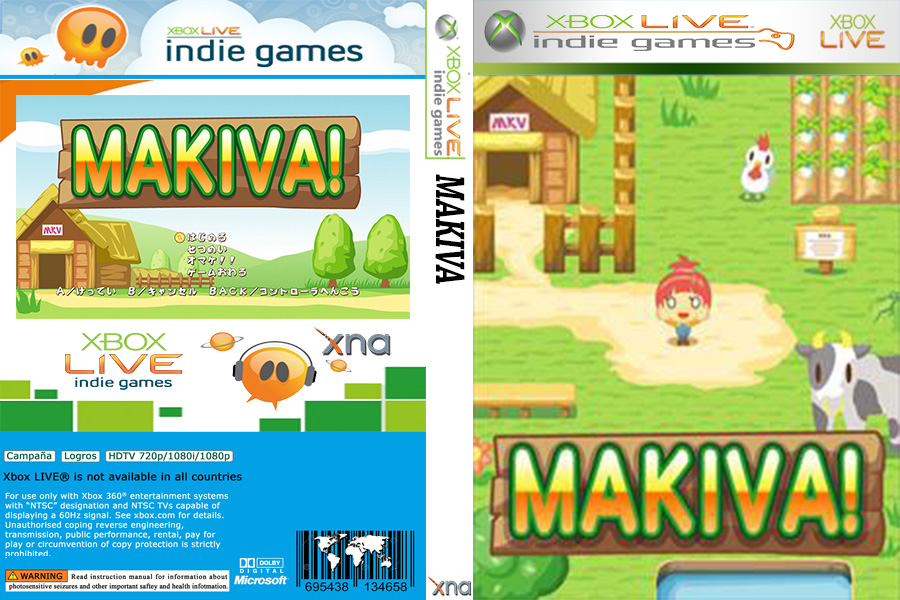 XBOX LIVE
indie games
MAKIVA!
MKV
はじめる
せつめい
オマケ!!
ゲームおわる
A/けってい B/キャンセル BACK/コントローラへんこう
XBOX
LIVE
indie games
xna
Campaña Logros HDTV 720p/1080i/1080p
Xbox LIVE® is not available in all countries
For use only with Xbox 360® entertainment systems
with “NTSC” designation and NTSC TVs capable of
displaying a 60Hz signal. See xbox.com for details.
Unauthorised coping reverse engineering,
transmission, public performance, rental, pay for
play or circumvention of copy protection is strictly
prohibited.
WARNING Read instruction manual for information about
photosensitive seizures and other important saftey and health infotmation.
DOLBY
DIGITAL
Microsoft
695438 134658
XBOX LIVE
indie games
MAKIVA
xna
XBOX LIVE
indie games
XBOX
LIVE
MKV
MAKIVA!